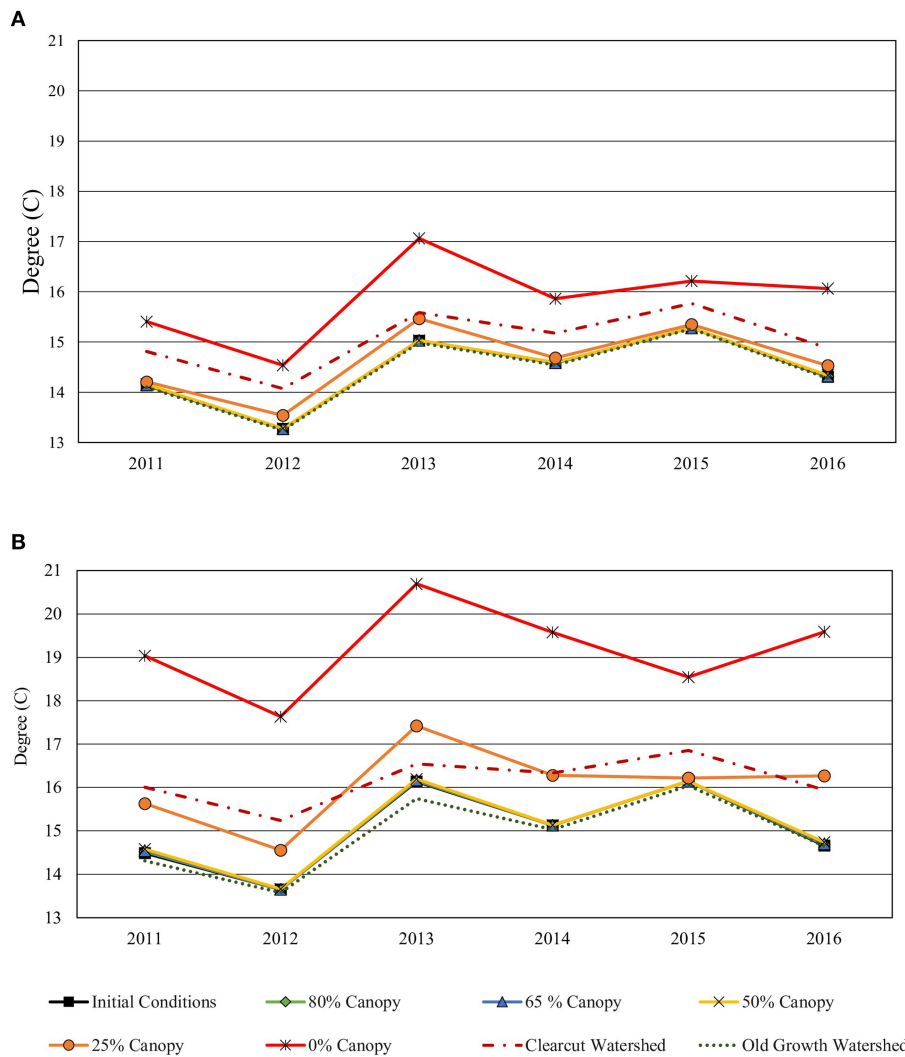 A
21
20
19
18
17
16
15
14
13
Degree (C)
2011 2012 2013 2014 2015 2016
B
21
20
19
18
17
16
15
14
13
Degree (C)
2011 2012 2013 2014 2015 2016
Initial Conditions 80% Canopy 65 % Canopy 50% Canopy
25% Canopy 0% Canopy Clearcut Watershed Old Growth Watershed